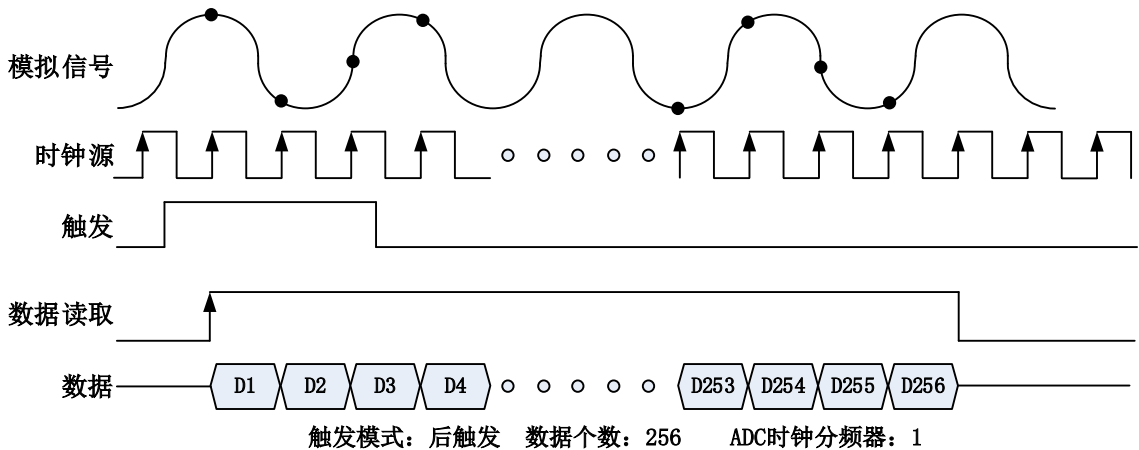 模拟信号
时钟源
触发
数据读取
数据 D1 D2 D3 D4 D253 D254 D255 D256
触发模式：后触发 数据个数：256 ADC时钟分频器：1